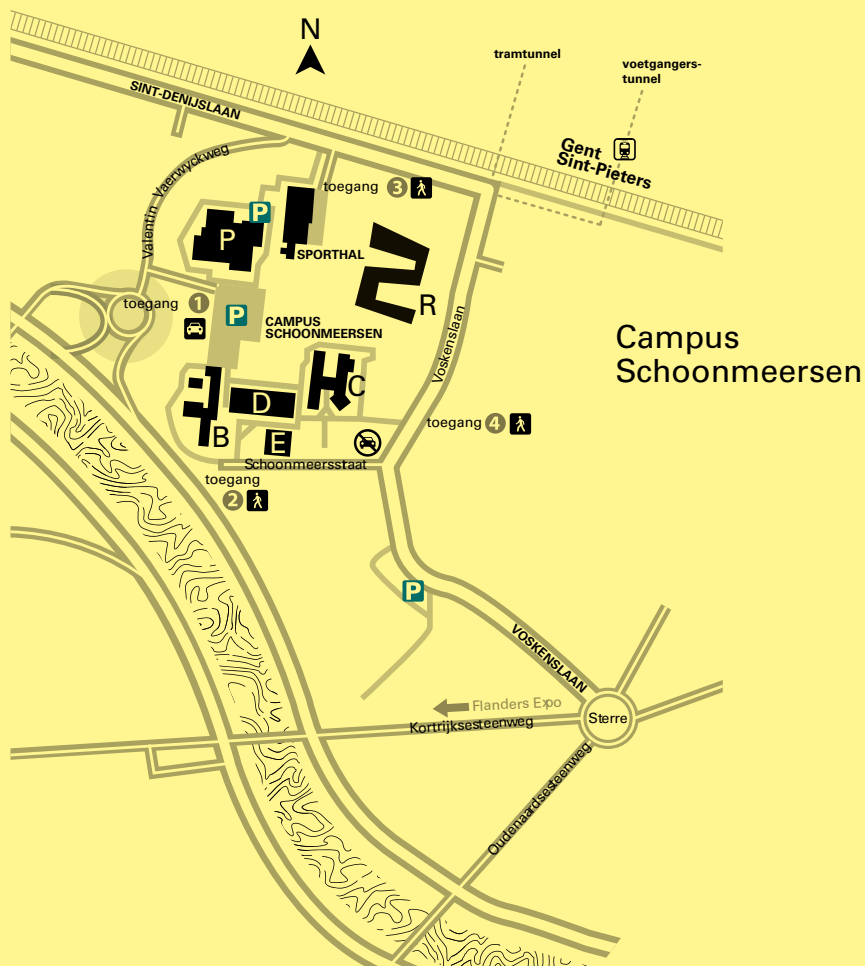 N
tramtunnel
voetgangers-
tunnel
SINT-DENIJSLAAN
Gent
Sint-Pieters
Valentin Vaerwyckweg
toegang 3
P
P
SPORTHAL
R
toegang 1
P
CAMPUS
SCHOONMEERSEN
Voskenslaan
Campus
Schoonmeersen
C
D
B
E
toegang 4
Schoonmeersstaat
toegang
2
P
VOSKENSLAAN
Flanders Expo
Kortrijksesteenweg
Sterre
Oudenaardsesteenweg